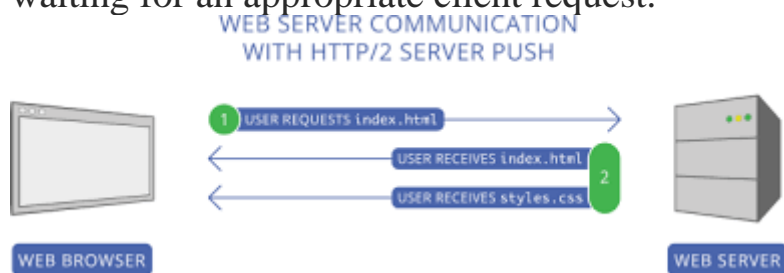 waiting for an appropriate client request.
WEB SERVER COMMUNICATION
WITH HTTP/2 SERVER PUSH
1 USER REQUESTS index.html
USER RECEIVES index.html
2
USER RECEIVES styles.css
WEB BROWSER
WEB SERVER